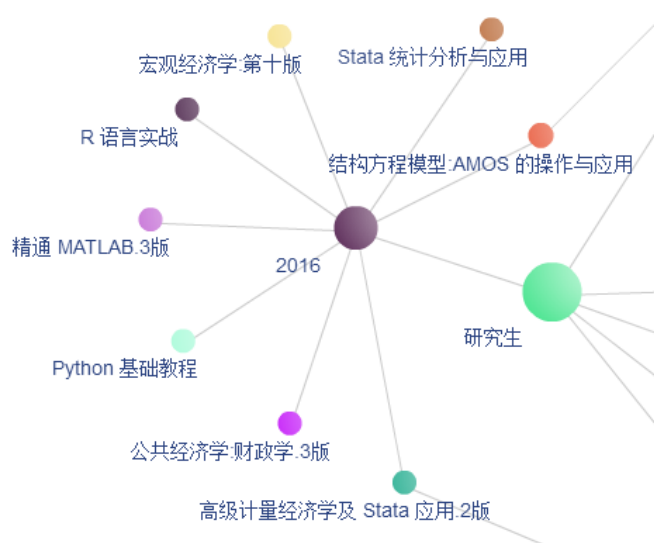 Stata 统计分析与应用
宏观经济学:第十版
R 语言实战
结构方程模型:AMOS 的操作与应用
精通 MATLAB.3版
2016
研究生
Python 基础教程
公共经济学:财政学.3版
高级计量经济学及 Stata 应用.2版